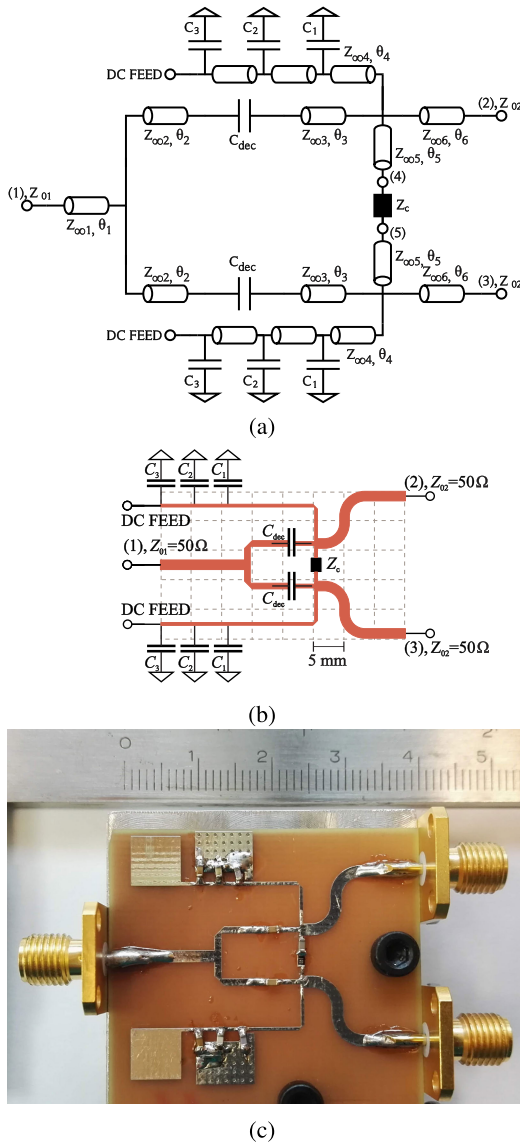 C3 C2 C1
Z∞4, θ4
DC FEED
(2), Z02
Z∞2, θ2
Cdec
Z∞3, θ3
Z∞6, θ6
Z∞5, θ5
(4)
(1), Z01
Zc
Z∞1, θ1
(5)
Z∞2, θ2
Cdec
Z∞3, θ3
Z∞5, θ5
Z∞6, θ6
(3), Z02
DC FEED
Z∞4, θ4
C3 C2 C1
(a)
C3 C2 C1
(2), Z02=50Ω
DC FEED
Cdec
(1), Z01=50Ω
Zc
Cdec
DC FEED
5 mm
(3), Z02=50Ω
C3 C2 C1
(b)
0 1 2 3 4 5
(c)